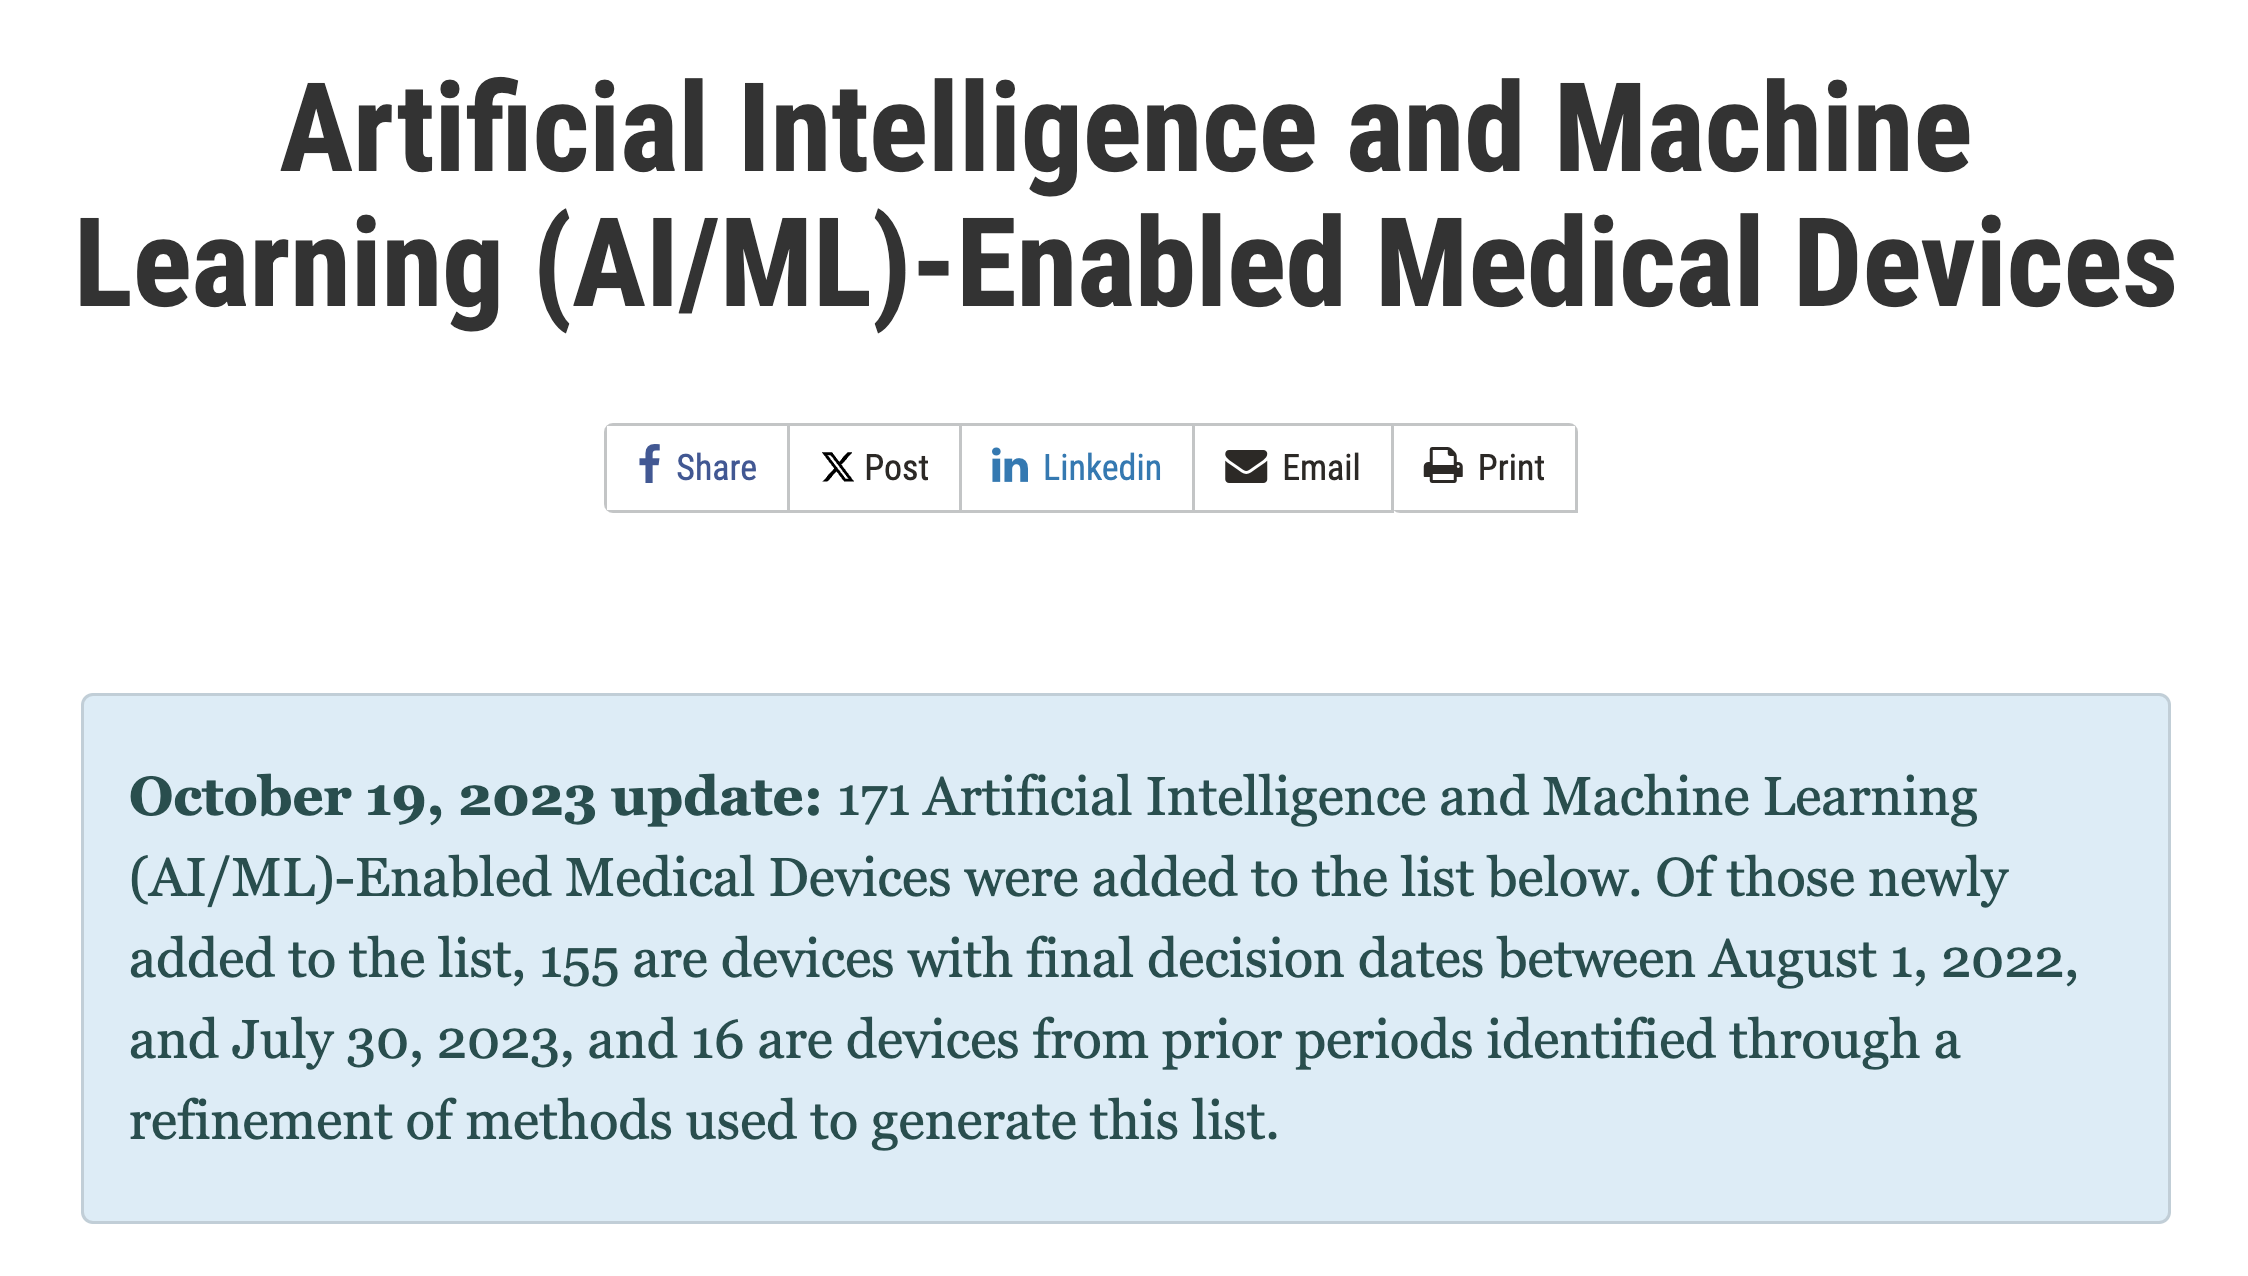 Artificial Intelligence and Machine
Learning (AI/ML)-Enabled Medical Devices
Share Post Linkedin Email Print
October 19, 2023 update: 171 Artificial Intelligence and Machine Learning
(AI/ML)-Enabled Medical Devices were added to the list below. Of those newly
added to the list, 155 are devices with final decision dates between August 1, 2022,
and July 30, 2023, and 16 are devices from prior periods identified through a
refinement of methods used to generate this list.